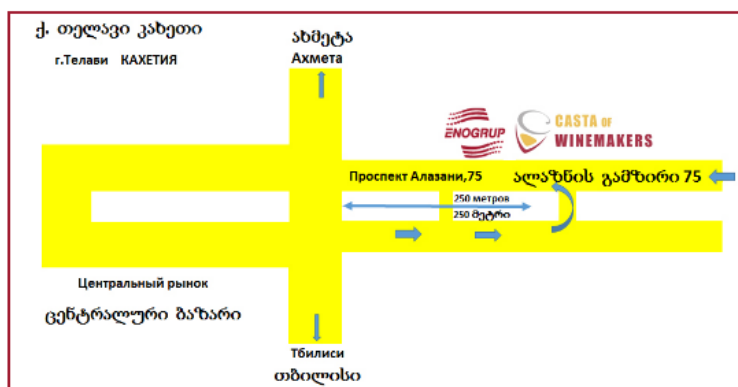 ქ. თელავი კახეთი
г.Телави КАХЕТИЯ
ახმეტა
Ахмета
ENOGRUP
CASTA OF
WINEMAKERS
Проспект Алазани,75
ალაზნის გამზირი 75
250 метров
250 მეტრი
Центральный рынок
ცენტრალური ბაზარი
Тбилиси
თბილისი